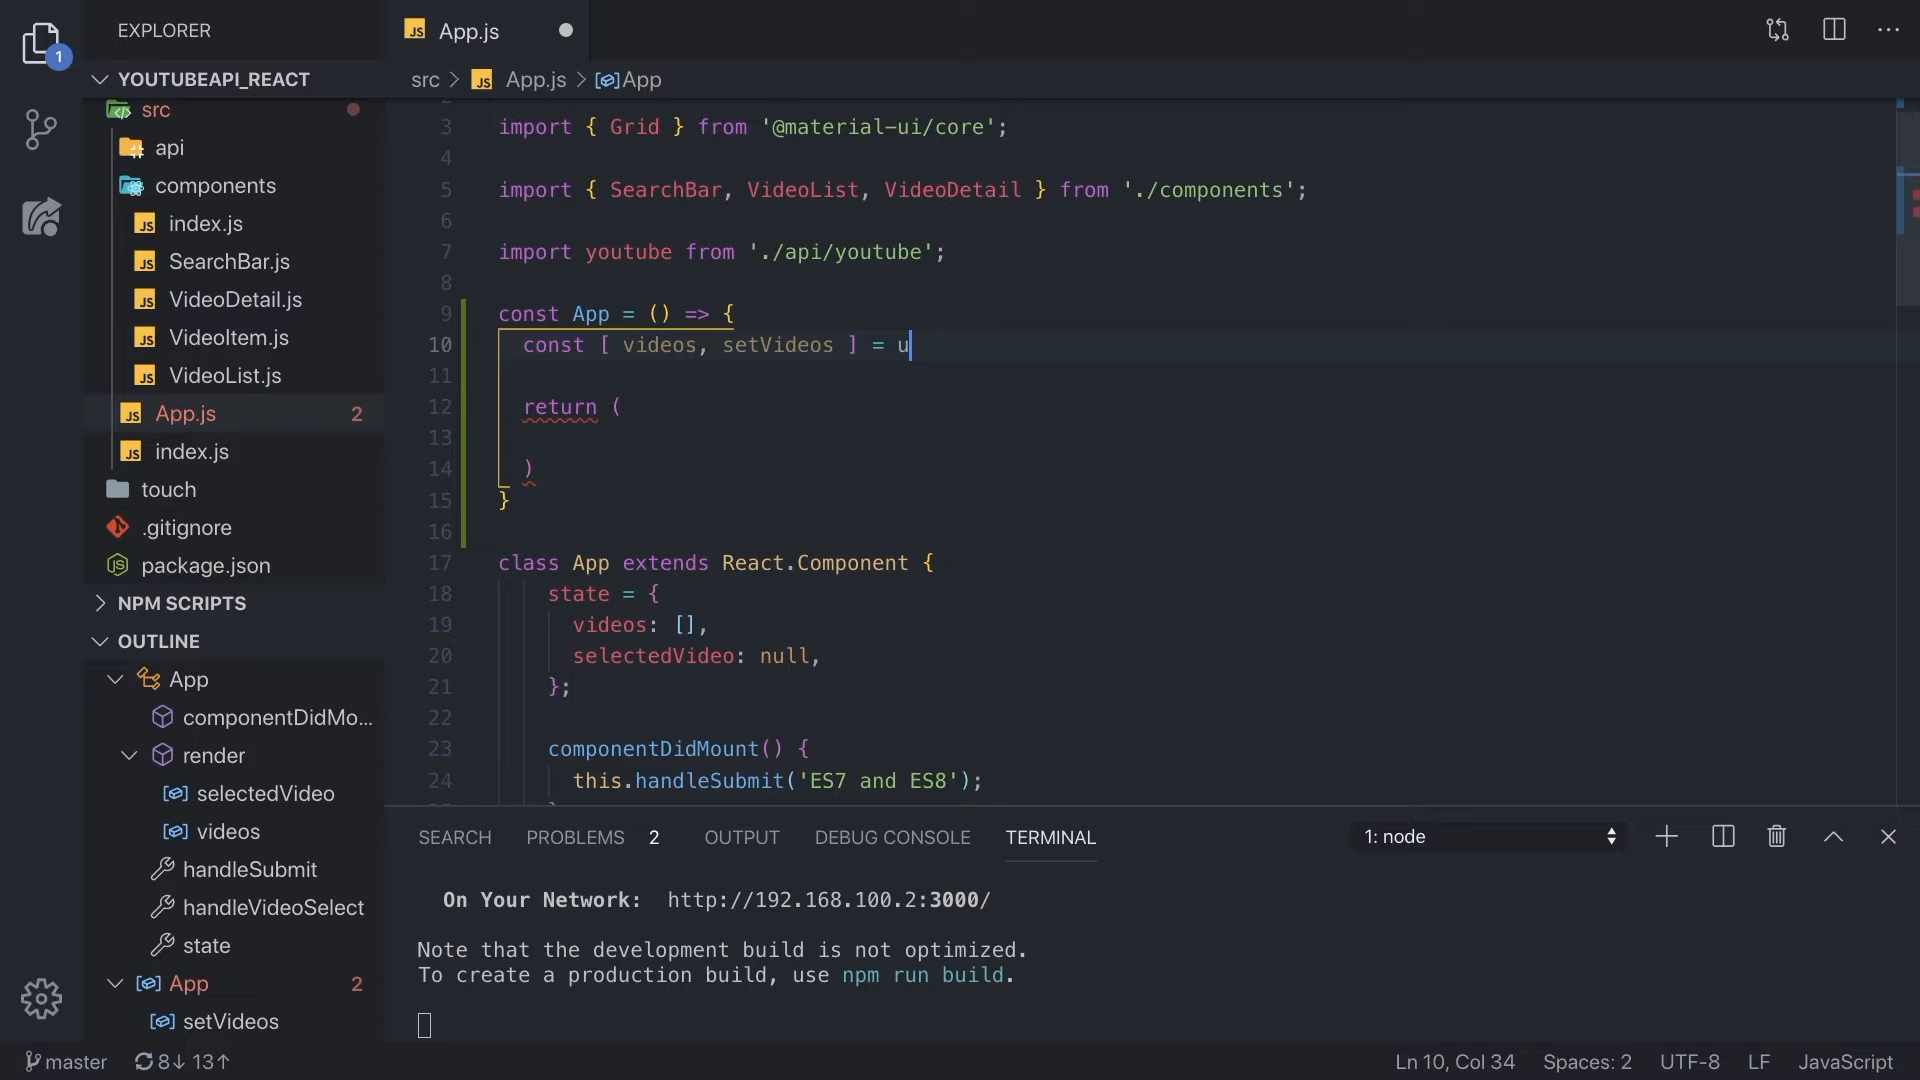 EXPLORER
1
YOUTUBEAPI_REACT
src
api
components
index.js
SearchBar.js
VideoDetail.js
VideoItem.js
VideoList.js
App.js 2
index.js
touch
.gitignore
package.json
NPM SCRIPTS
OUTLINE
App
componentDidMo...
render
selectedVideo
videos
handleSubmit
handleVideoSelect
state
App 2
setVideos
JS App.js
src > JS App.js > App
3 import { Grid } from '@material-ui/core';
4
5 import { SearchBar, VideoList, VideoDetail } from './components';
6
7 import youtube from './api/youtube';
8
9 const App = () => {
10 const [ videos, setVideos ] = u
11
12 return (
13
14 )
15 }
16
17 class App extends React.Component {
18 state = {
19 videos: [],
20 selectedVideo: null,
21 };
22
23 componentDidMount() {
24 this.handleSubmit('ES7 and ES8');
SEARCH PROBLEMS 2 OUTPUT DEBUG CONSOLE TERMINAL 1: node
On Your Network: http://192.168.100.2:3000/
Note that the development build is not optimized.
To create a production build, use npm run build.
master 8↓ 13↑ Ln 10, Col 34 Spaces: 2 UTF-8 LF JavaScript